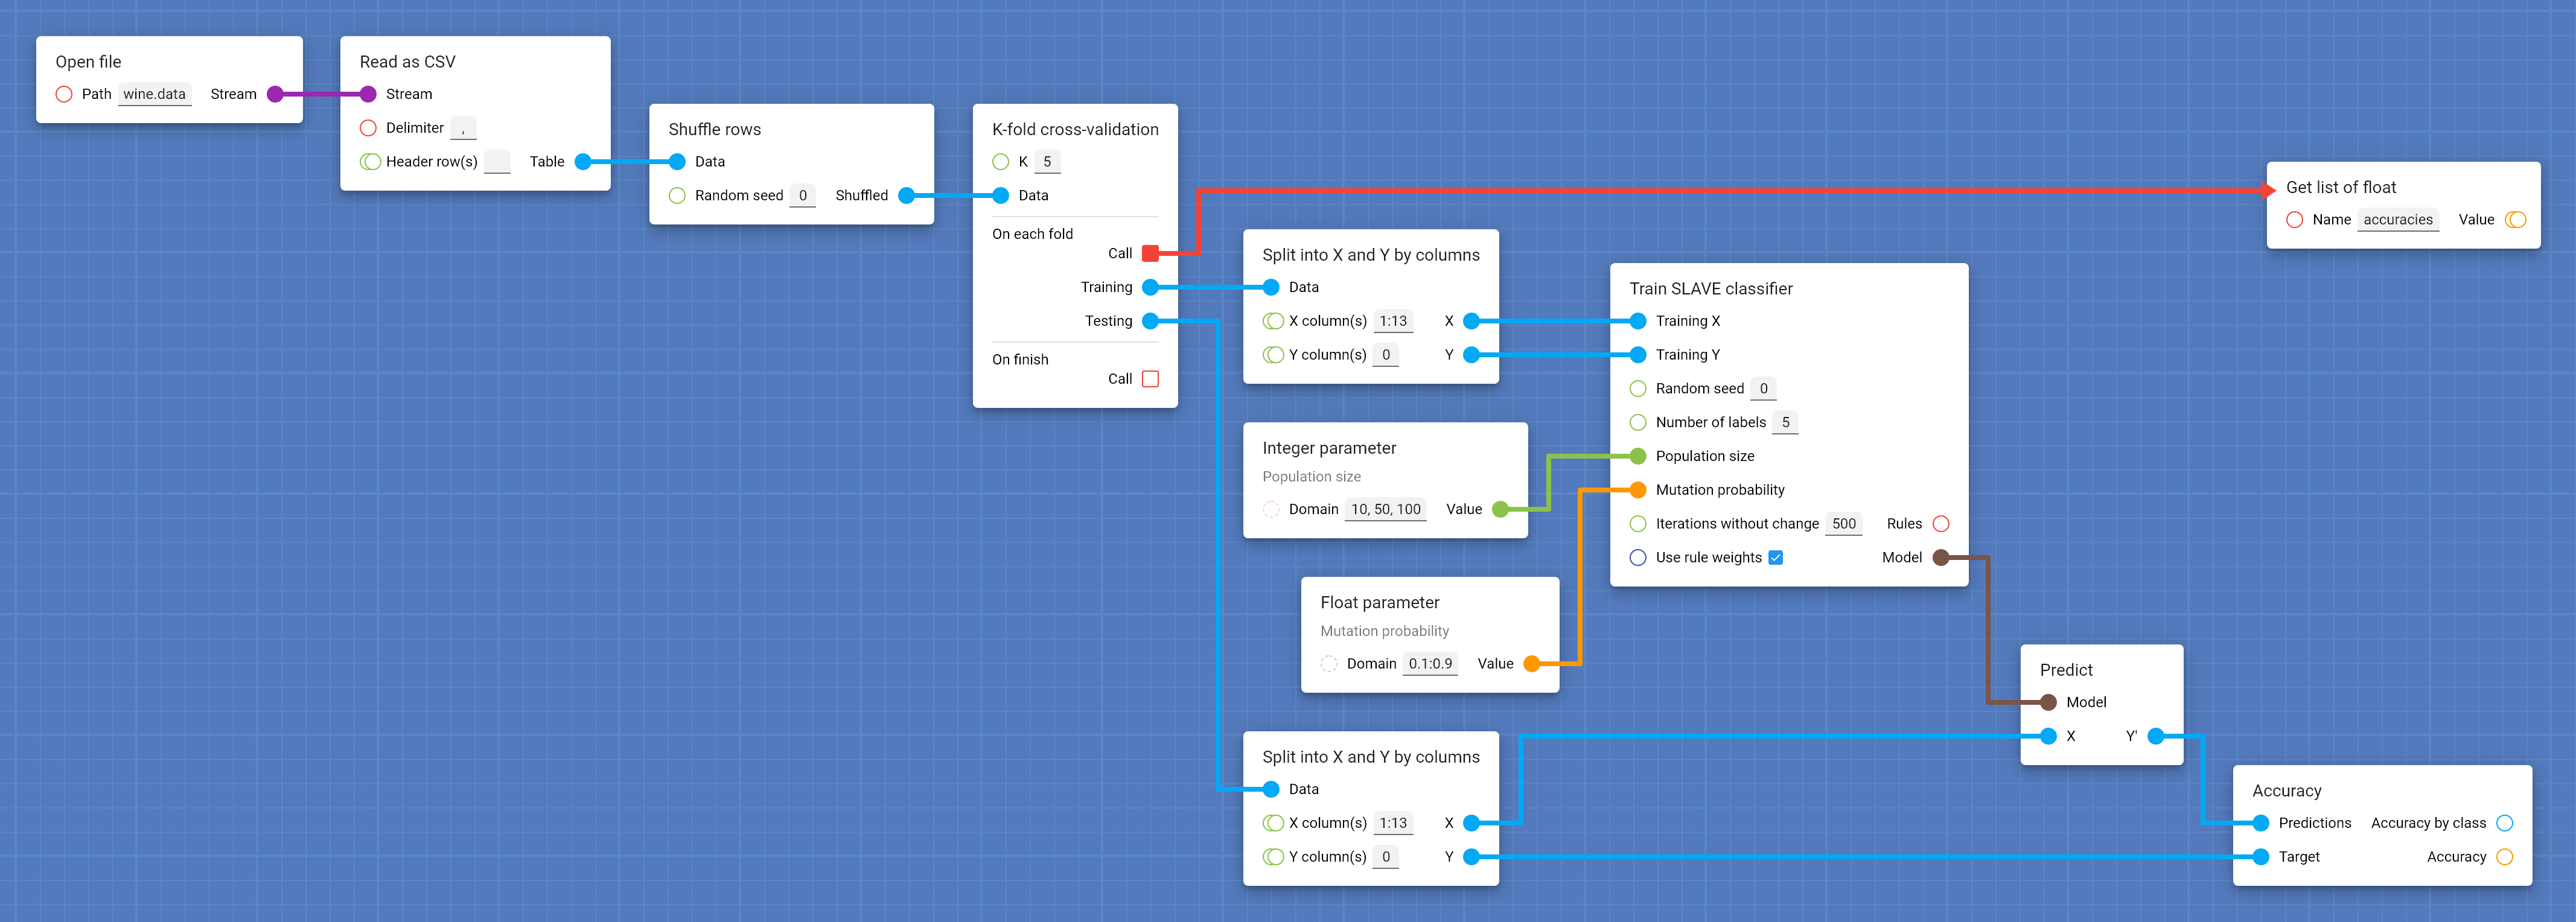 Open file
Path wine.data Stream
Read as CSV
Stream
Delimiter ,
Header row(s) Table
Shuffle rows
Data
Random seed 0 Shuffled
K-fold cross-validation
K 5
Data
On each fold
Call
Training
Testing
On finish
Call
Split into X and Y by columns
Data
X column(s) 1:13 X
Y column(s) 0 Y
Integer parameter
Population size
Domain 10, 50, 100 Value
Float parameter
Mutation probability
Domain 0.1:0.9 Value
Split into X and Y by columns
Data
X column(s) 1:13 X
Y column(s) 0 Y
Train SLAVE classifier
Training X
Training Y
Random seed 0
Number of labels 5
Population size
Mutation probability
Iterations without change 500 Rules
Use rule weights Model
Predict
Model
X Y'
Get list of float
Name accuracies Value
Accuracy
Predictions Accuracy by class
Target Accuracy